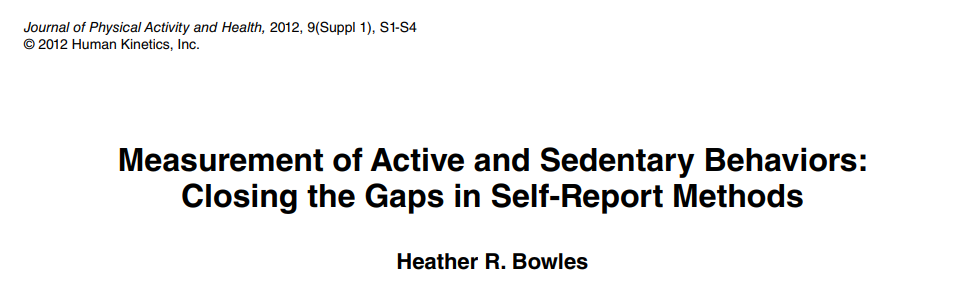 Journal of Physical Activity and Health, 2012, 9(Suppl 1), S1-S4
© 2012 Human Kinetics, Inc.
Measurement of Active and Sedentary Behaviors:
Closing the Gaps in Self-Report Methods
Heather R. Bowles